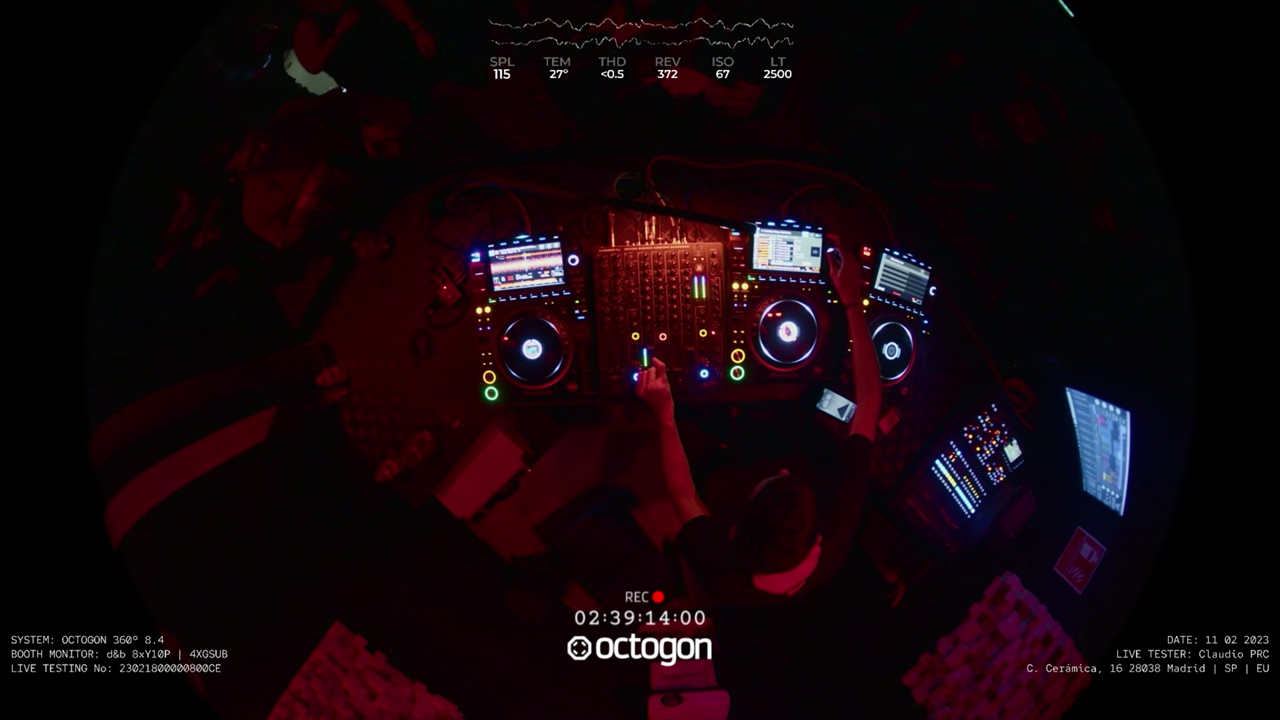 SPL TEM THD REV ISO LT
115 27° <0.5 372 67 2500
REC
02:39:14:00
octogon
SYSTEM: OCTOGON 360º 8.4
BOOTH MONITOR: d&b 8xY10P | 4XGSUB
LIVE TESTING No: 23021800000800CE
DATE: 11 02 2023
LIVE TESTER: Claudio PRC
C. Cerámica, 16 28038 Madrid | SP | EU